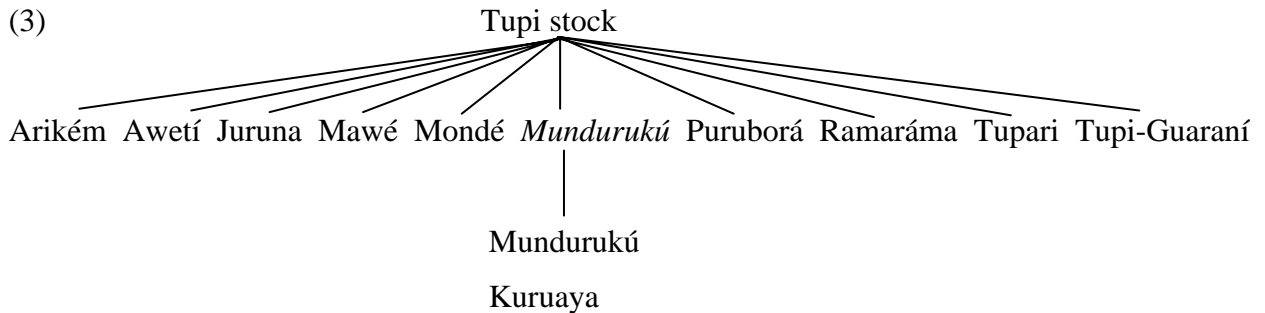 (3) Tupi stock
Arikém Awetí Juruna Mawé Mondé Mundurukú Puruborá Ramaráma Tupari Tupi-Guaraní
Mundurukú
Kuruaya